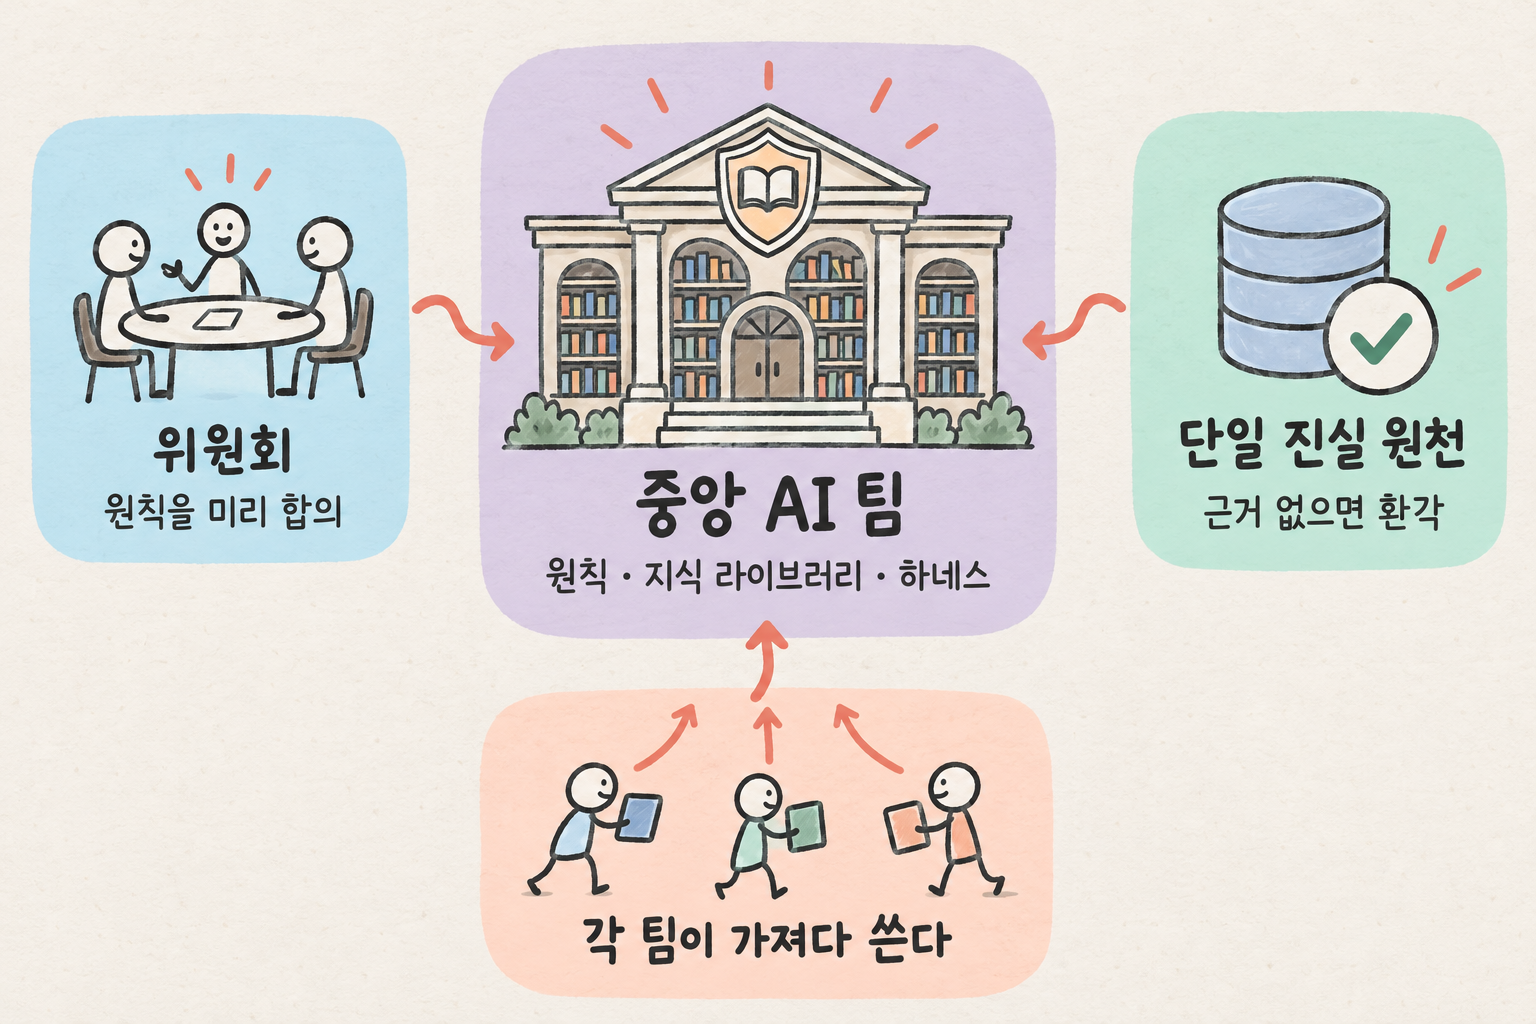 위원회
원칙을 미리 합의
중앙 AI 팀
원칙 · 지식 라이브러리 · 하네스
단일 진실 원천
근거 없으면 환각
각 팀이 가져다 쓴다